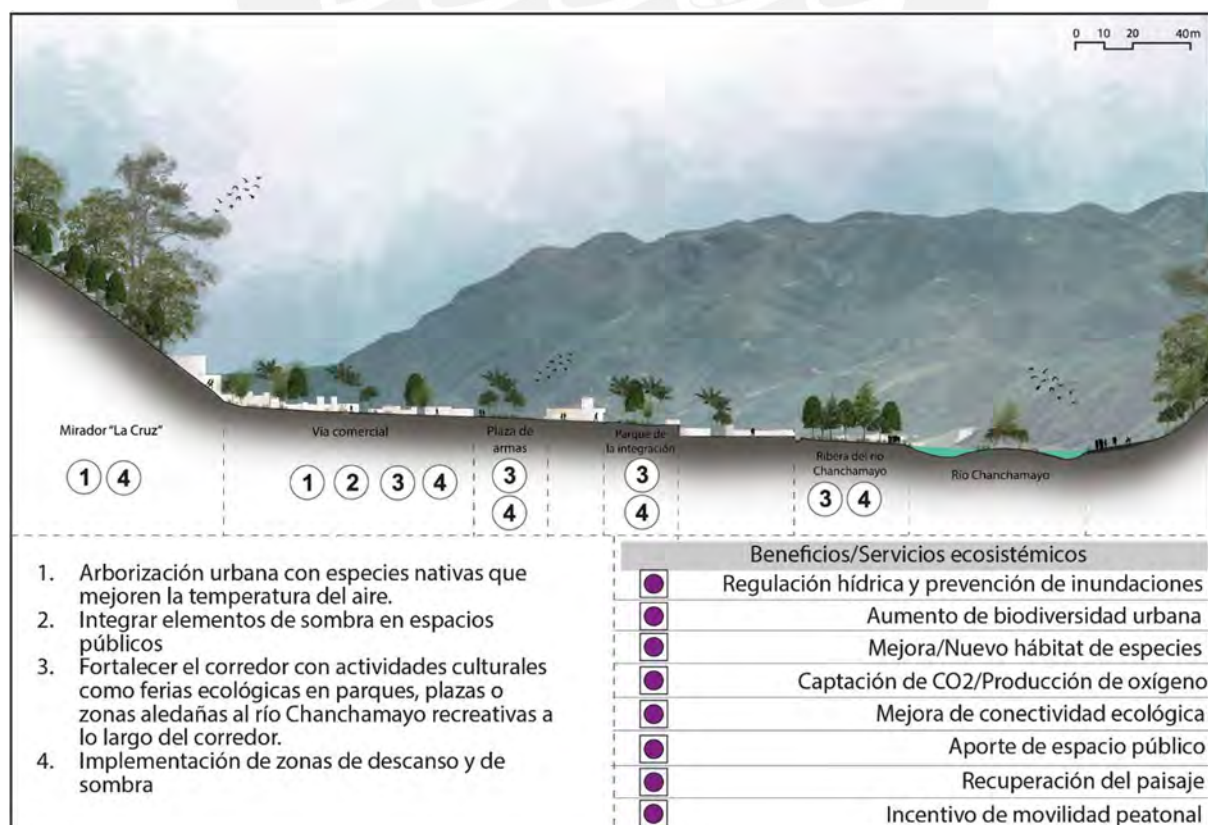 0 10 20 40m
Mirador "La Cruz"
1 4
Via comercial
1 2 3 4
Plaza de
armas
3
4
Parque de
la integración
3
4
Ribera del río
Chanchamayo
3 4
Río Chanchamayo
1. Arborización urbana con especies nativas que
mejoren la temperatura del aire.
2. Integrar elementos de sombra en espacios
públicos
3. Fortalecer el corredor con actividades culturales
como ferias ecológicas en parques, plazas o
zonas aledañas al río Chanchamayo recreativas a
lo largo del corredor.
4. Implementación de zonas de descanso y de
sombra
Beneficios/Servicios ecosistémicos
Regulación hídrica y prevención de inundaciones
Aumento de biodiversidad urbana
Mejora/Nuevo hábitat de especies
Captación de CO2/Producción de oxígeno
Mejora de conectividad ecológica
Aporte de espacio público
Recuperación del paisaje
Incentivo de movilidad peatonal